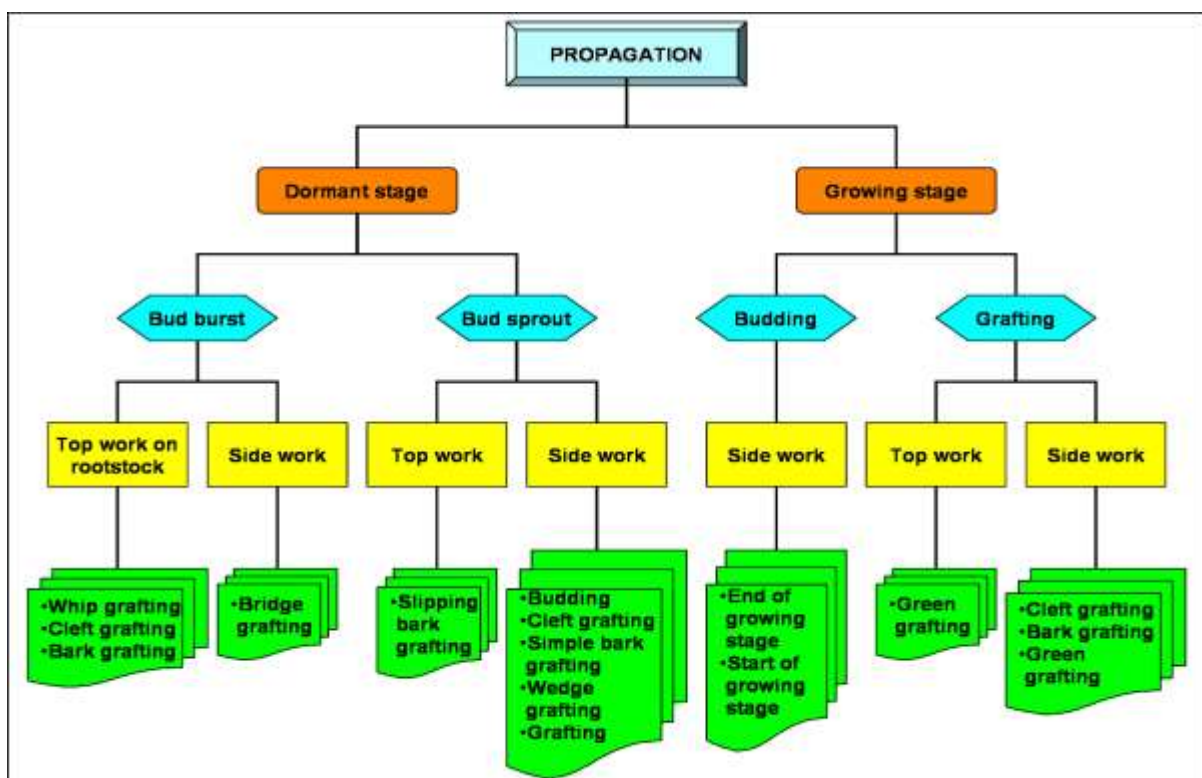 PROPAGATION
Dormant stage
Growing stage
Bud burst
Bud sprout
Budding
Grafting
Top work on
rootstock
Side work
Top work
Side work
Side work
Top work
Side work
•Whip grafting
•Cleft grafting
•Bark grafting
•Bridge
grafting
•Slipping
bark
grafting
•Budding
•Cleft grafting
•Simple bark
grafting
•Wedge
grafting
•Grafting
•End of
growing
stage
•Start of
growing
stage
•Green
grafting
•Cleft grafting
•Bark grafting
•Green
grafting